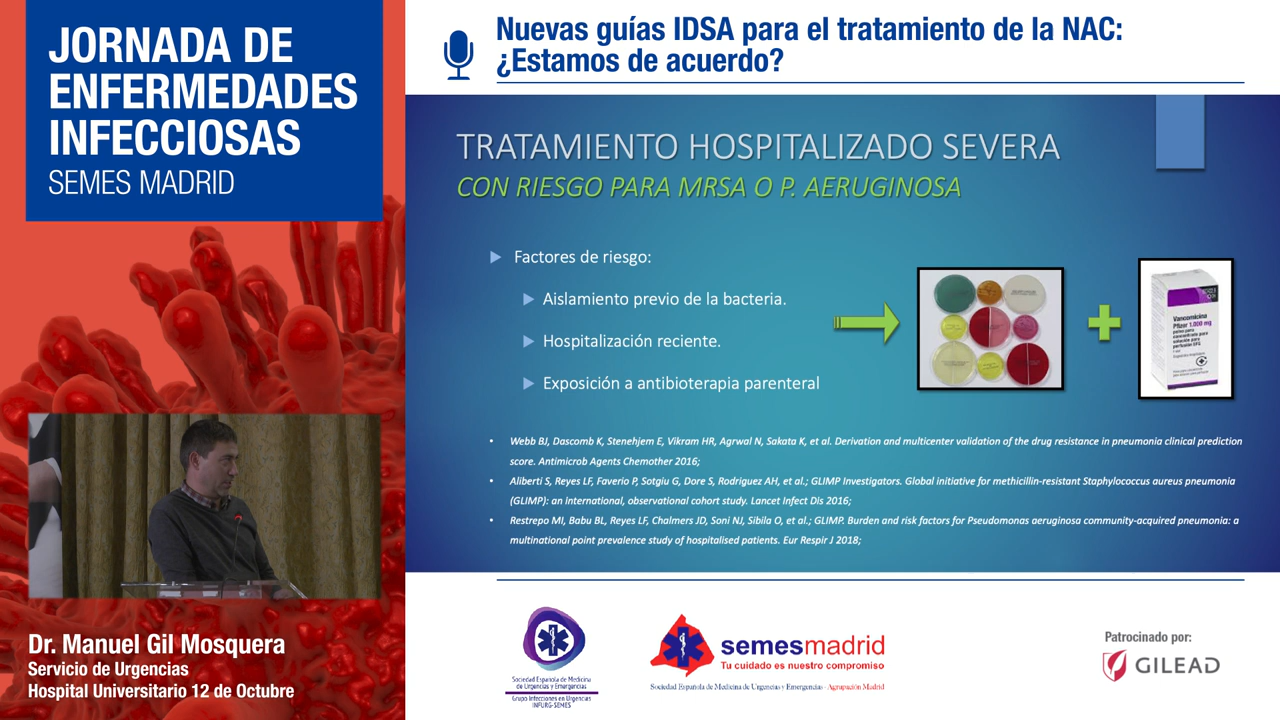 JORNADA DE
ENFERMEDADES
INFECCIOSAS
SEMES MADRID
Nuevas guías IDSA para el tratamiento de la NAC:
¿Estamos de acuerdo?
TRATAMIENTO HOSPITALIZADO SEVERA
CON RIESGO PARA MRSA O P. AERUGINOSA
Factores de riesgo:
Aislamiento previo de la bacteria.
Hospitalización reciente.
Exposición a antibioterapia parenteral
Vancomicina
Pfizer 1.000 mg
Webb BJ, Dascomb K, Stenehjem E, Vikram HR, Agrwal N, Sakata K, et al. Derivation and multicenter validation of the drug resistance in pneumonia clinical prediction
score. Antimicrob Agents Chemother 2016;
Aliberti S, Reyes LF, Faverio P, Sotgiu G, Dore S, Rodriguez AH, et al.; GLIMP Investigators. Global initiative for methicillin-resistant Staphylococcus aureus pneumonia
(GLIMP): an international, observational cohort study. Lancet Infect Dis 2016;
Restrepo MI, Babu BL, Reyes LF, Chalmers JD, Soni NJ, Sibila O, et al.; GLIMP. Burden and risk factors for Pseudomonas aeruginosa community-acquired pneumonia: a
multinational point prevalence study of hospitalised patients. Eur Respir J 2018;
Dr. Manuel Gil Mosquera
Servicio de Urgencias
Hospital Universitario 12 de Octubre
Sociedad Española de Medicina
de Urgencias y Emergencias
Grupo Infecciones en Urgencias
INFURG-SEMES
semesmadrid
Tu cuidado es nuestro compromiso
Sociedad Española de Medicina de Urgencias y Emergencias - Agrupación Madrid
Patrocinado por:
GILEAD